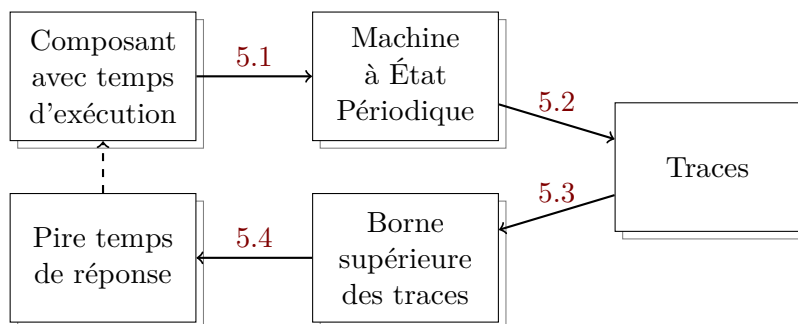 Composant
avec temps
d'exécution
5.1
Machine
à État
Périodique
5.2
Traces
5.3
Borne
supérieure
des traces
5.4
Pire temps
de réponse